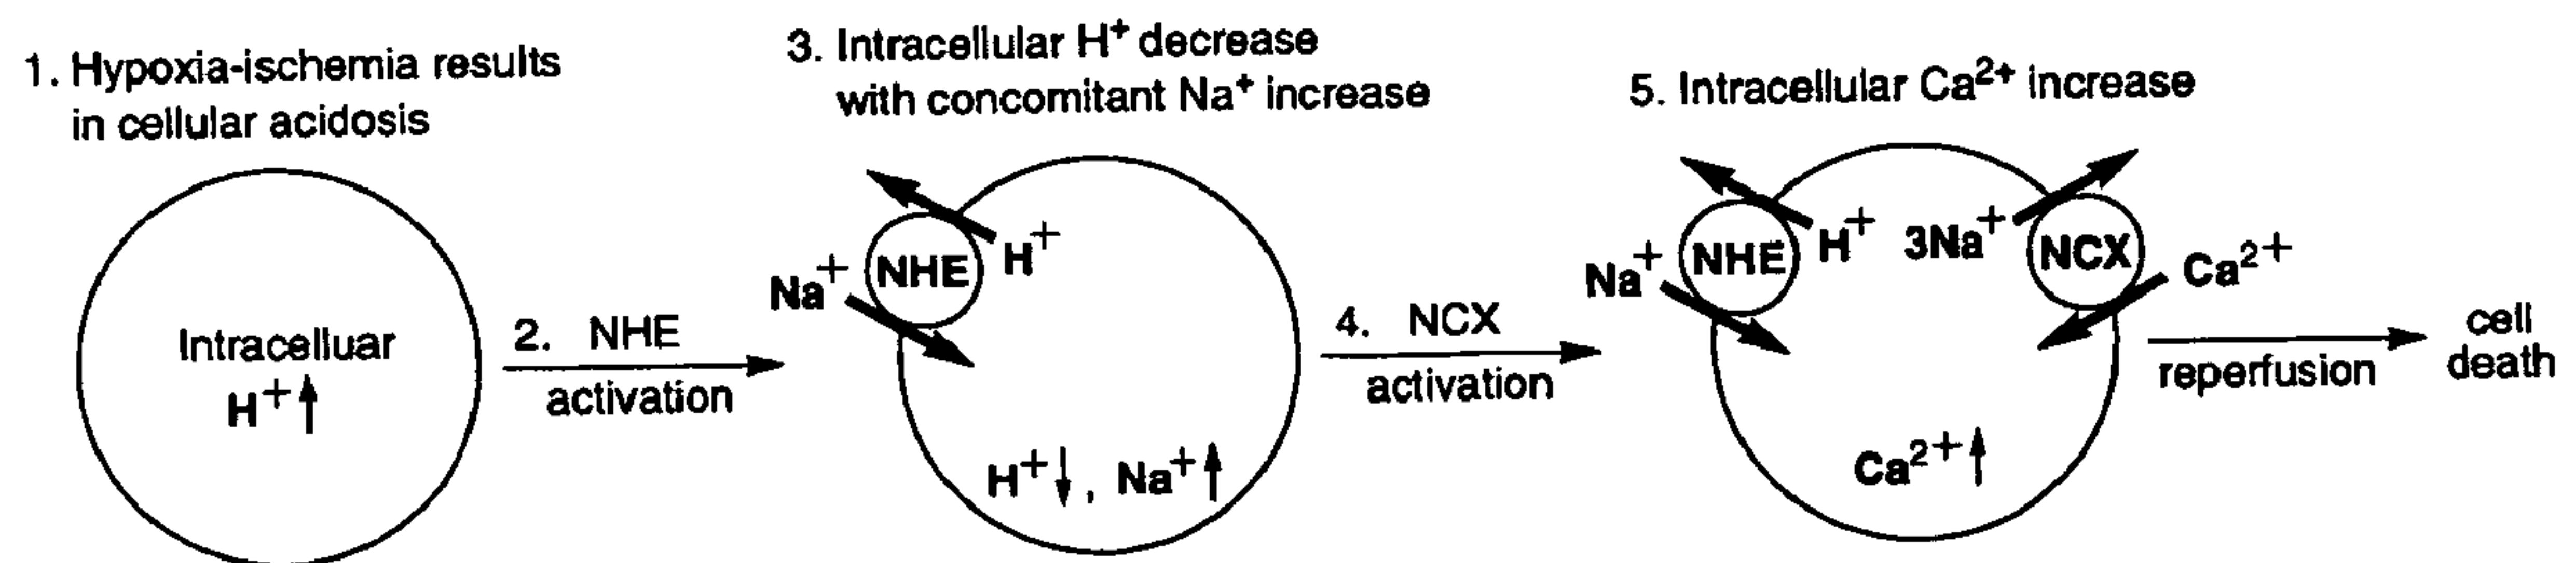 1. Hypoxia-ischemia results
in cellular acidosis
Intracelluar
H⁺↑
2. NHE
activation
3. Intracellular H⁺ decrease
with concomitant Na⁺ increase
Na⁺
NHE
H⁺
H⁺↓, Na⁺↑
4. NCX
activation
5. Intracellular Ca²⁺ increase
Na⁺
NHE
H⁺
3Na⁺
NCX
Ca²⁺
Ca²⁺↑
reperfusion
cell
death